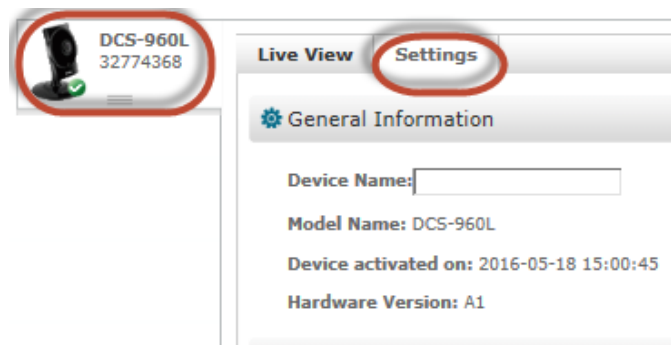 DCS-960L
32774368
Live View
Settings
General Information
Device Name:
Model Name: DCS-960L
Device activated on: 2016-05-18 15:00:45
Hardware Version: A1